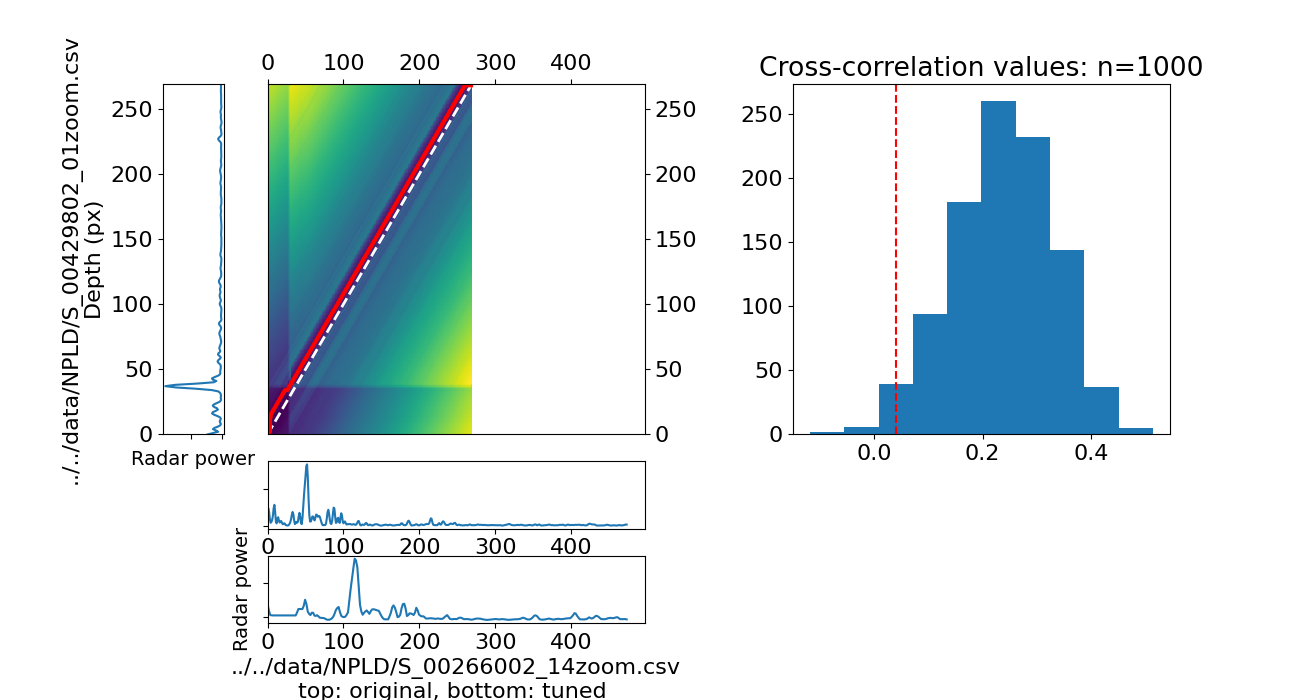 0 100 200 300 400
Cross-correlation values: n=1000
../../data/NPLD/S_00429802_01zoom.csv
Depth (px)
250
200
150
100
50
0
250
200
150
100
50
0
250
200
150
100
50
0
0.0 0.2 0.4
Radar power
0 100 200 300 400
Radar power
0 100 200 300 400
../../data/NPLD/S_00266002_14zoom.csv
top: original, bottom: tuned